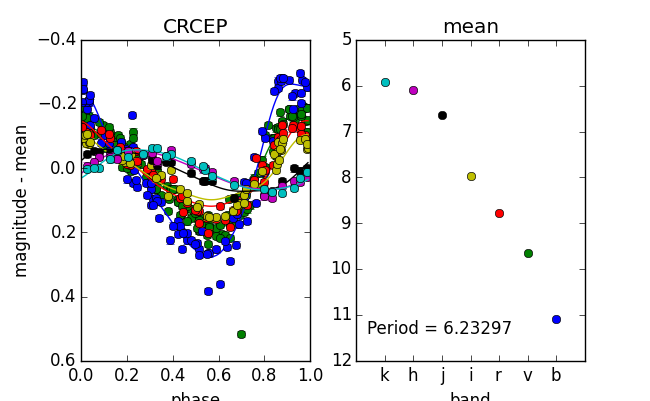 CRCEP
magnitude - mean
−0.4
−0.2
0.0
0.2
0.4
0.6
0.0 0.2 0.4 0.6 0.8 1.0
phase
mean
5
6
7
8
9
10
11
12
Period = 6.23297
k h j i r v b
band